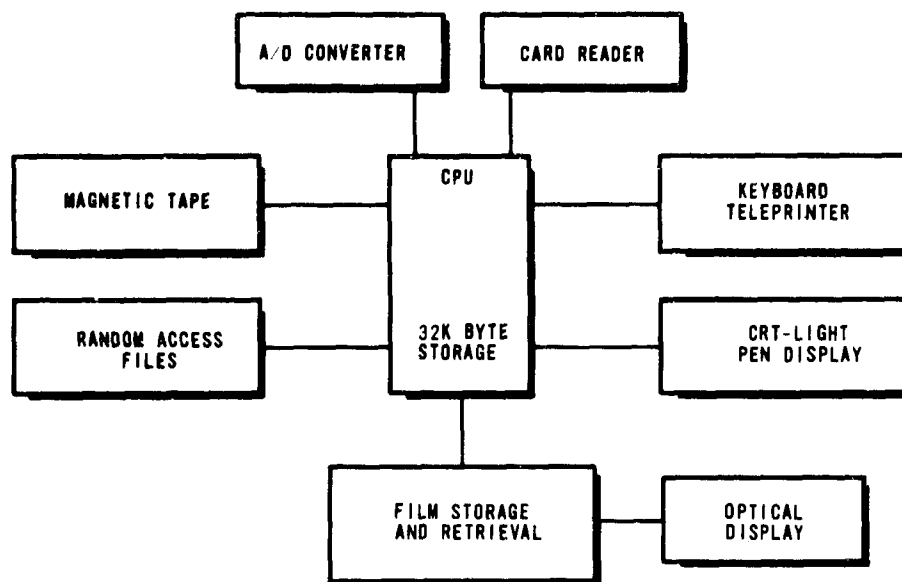 A/D CONVERTER
CARD READER
CPU
MAGNETIC TAPE
KEYBOARD
TELEPRINTER
RANDOM ACCESS
FILES
32K BYTE
STORAGE
CRT-LIGHT
PEN DISPLAY
FILM STORAGE
AND RETRIEVAL
OPTICAL
DISPLAY